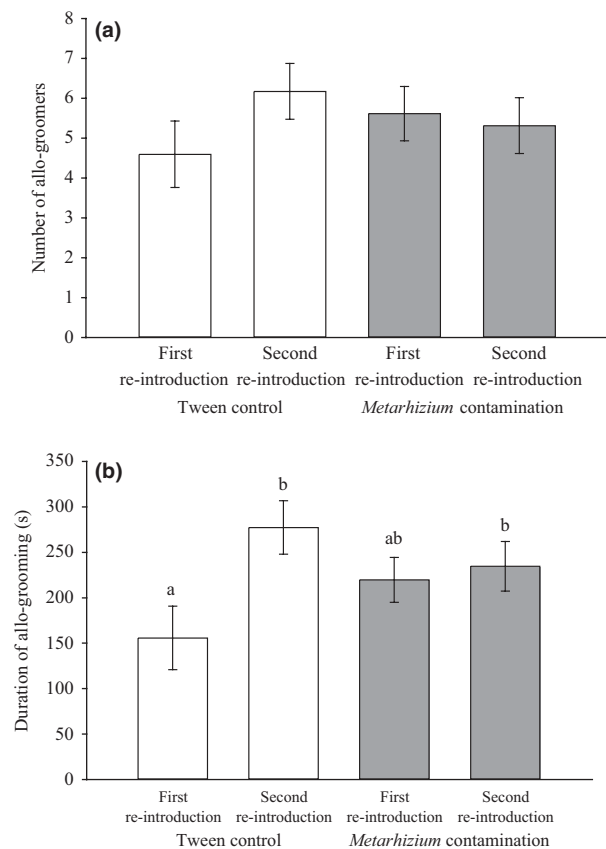 (a)
Number of allo-groomers
8
7
6
5
4
3
2
1
0
First Second First Second
re-introduction re-introduction re-introduction re-introduction
Tween control Metarhizium contamination
(b)
Duration of allo-grooming (s)
350
300
250
200
150
100
50
0
a b ab b
First Second First Second
re-introduction re-introduction re-introduction re-introduction
Tween control Metarhizium contamination